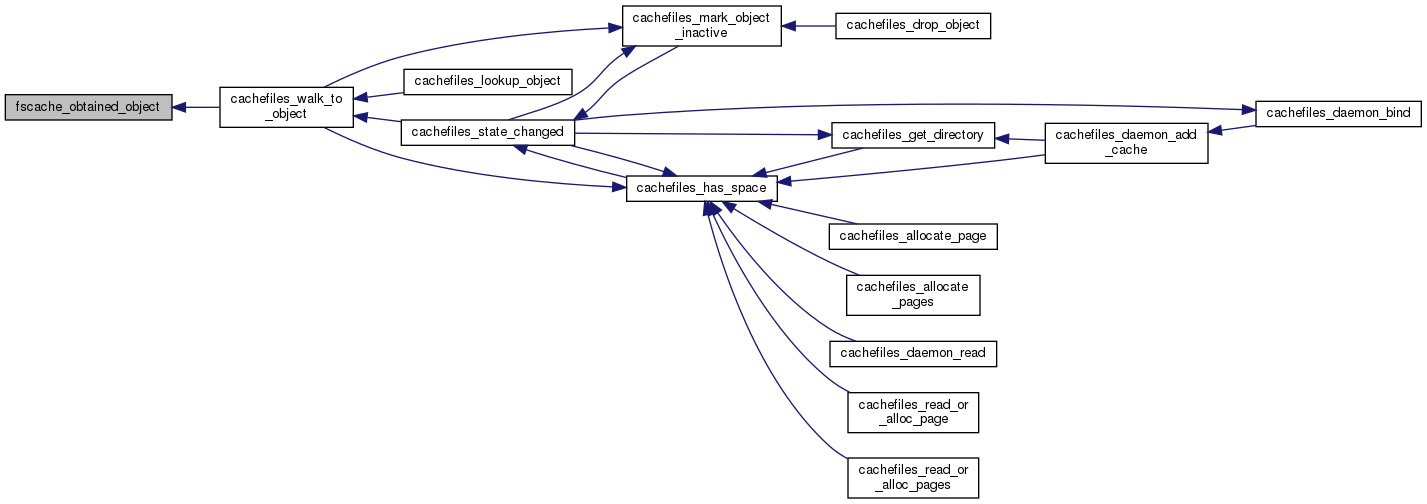 fscache_obtained_object
cachefiles_walk_to
_object
cachefiles_mark_object
_inactive
cachefiles_drop_object
cachefiles_lookup_object
cachefiles_state_changed
cachefiles_daemon_bind
cachefiles_get_directory
cachefiles_daemon_add
_cache
cachefiles_has_space
cachefiles_allocate_page
cachefiles_allocate
_pages
cachefiles_daemon_read
cachefiles_read_or
_alloc_page
cachefiles_read_or
_alloc_pages